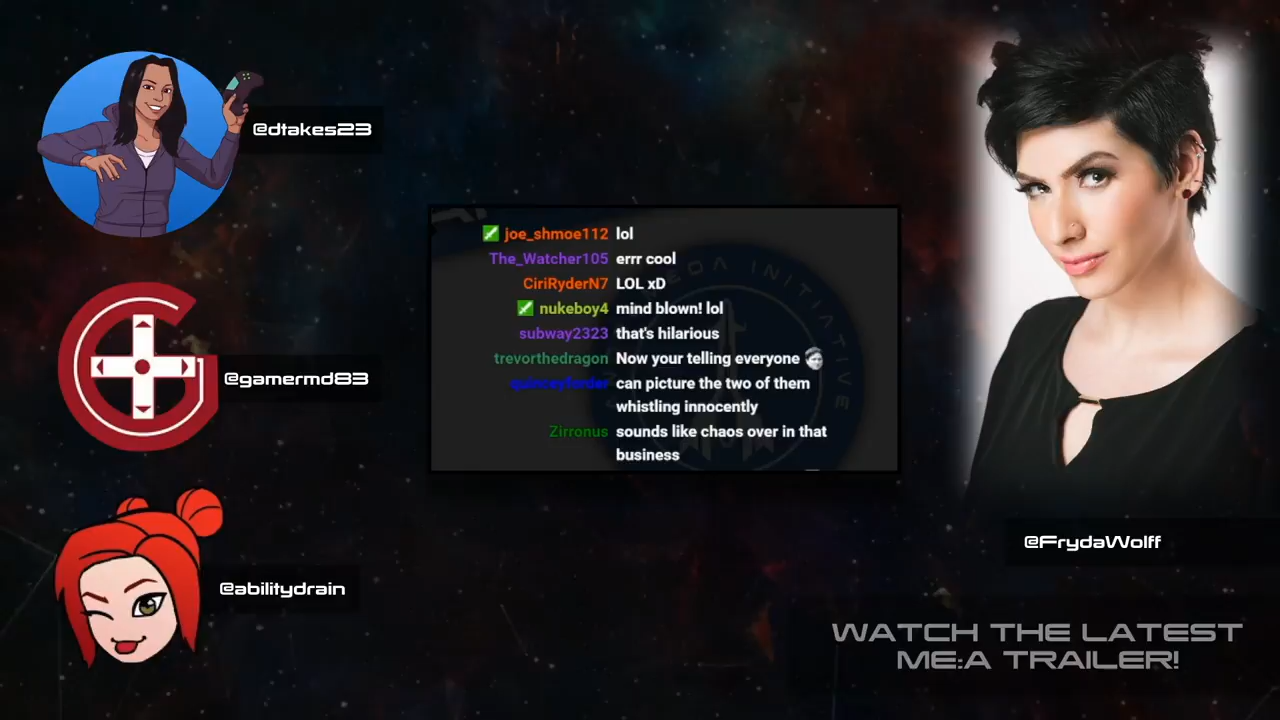 @dtakes23
@gamermd83
@abilitydrain
joe_shmoe112 lol
The_Watcher105 errr cool
CiriRyderN7 LOL xD
nukeboy4 mind blown! lol
subway2323 that's hilarious
trevorthedragon Now your telling everyone
can picture the two of them
whistling innocently
Zirronus sounds like chaos over in that
business
INITIATIVE
@FrydaWolff
WATCH THE LATEST
ME:A TRAILER!